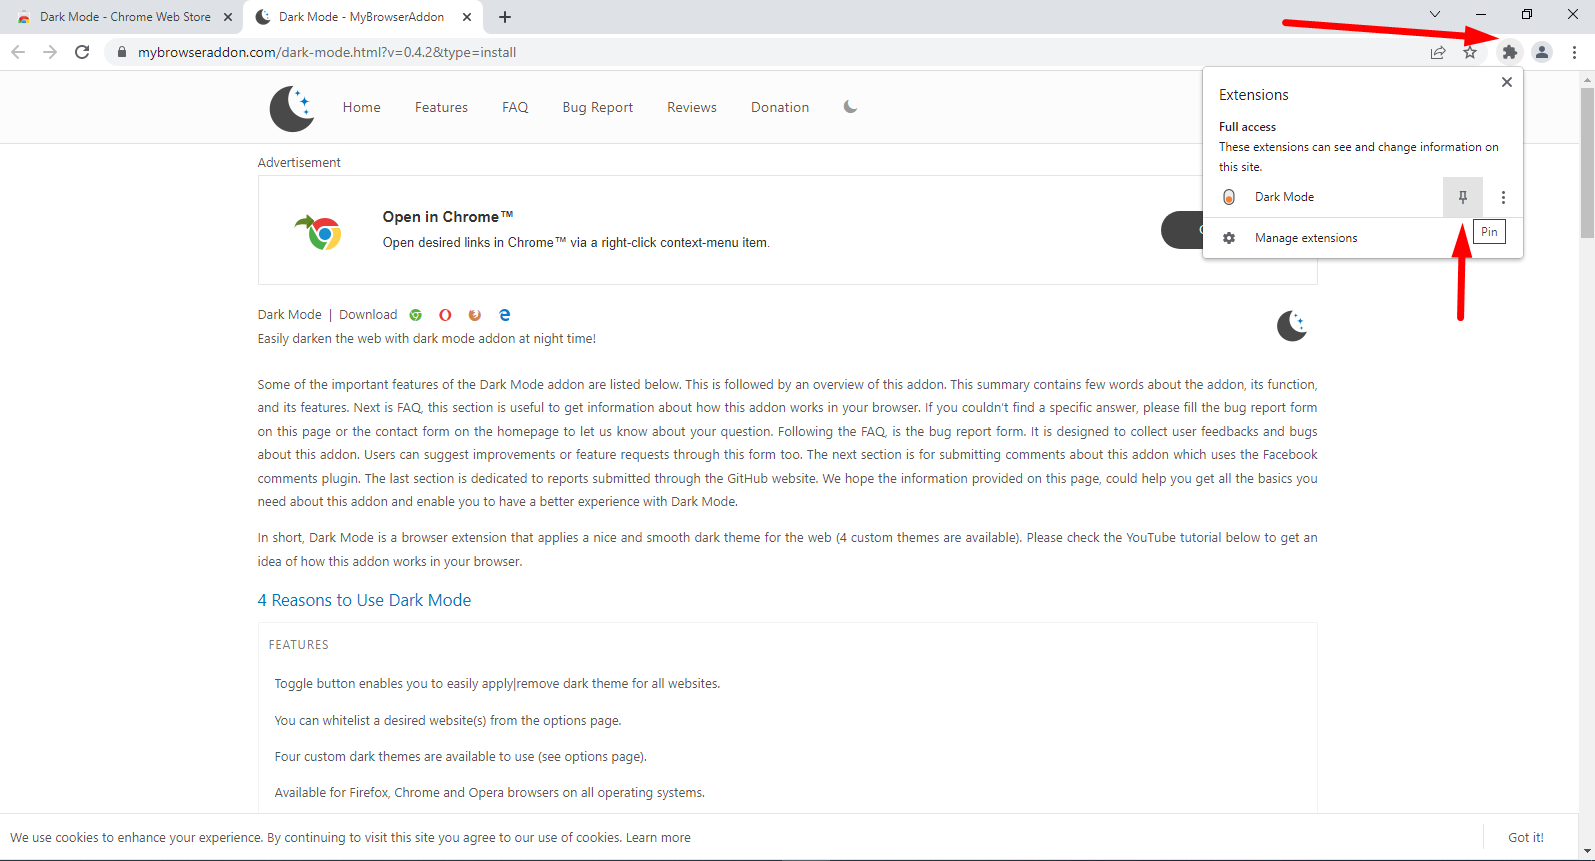 Dark Mode - Chrome Web Store
Dark Mode - MyBrowserAddon
mybrowseraddon.com/dark-mode.html?v=0.4.2&type=install
Home
Features
FAQ
Bug Report
Reviews
Donation
Extensions
Full access
These extensions can see and change information on
this site.
Dark Mode
Manage extensions
Pin
Advertisement
Open in Chrome™
Open desired links in Chrome™ via a right-click context-menu item.
Dark Mode | Download
Easily darken the web with dark mode addon at night time!
Some of the important features of the Dark Mode addon are listed below. This is followed by an overview of this addon. This summary contains few words about the addon, its function,
and its features. Next is FAQ, this section is useful to get information about how this addon works in your browser. If you couldn't find a specific answer, please fill the bug report form
on this page or the contact form on the homepage to let us know about your question. Following the FAQ, is the bug report form. It is designed to collect user feedbacks and bugs
about this addon. Users can suggest improvements or feature requests through this form too. The next section is for submitting comments about this addon which uses the Facebook
comments plugin. The last section is dedicated to reports submitted through the GitHub website. We hope the information provided on this page, could help you get all the basics you
need about this addon and enable you to have a better experience with Dark Mode.
In short, Dark Mode is a browser extension that applies a nice and smooth dark theme for the web (4 custom themes are available). Please check the YouTube tutorial below to get an
idea of how this addon works in your browser.
4 Reasons to Use Dark Mode
FEATURES
Toggle button enables you to easily apply|remove dark theme for all websites.
You can whitelist a desired website(s) from the options page.
Four custom dark themes are available to use (see options page).
Available for Firefox, Chrome and Opera browsers on all operating systems.
We use cookies to enhance your experience. By continuing to visit this site you agree to our use of cookies. Learn more
Got it!